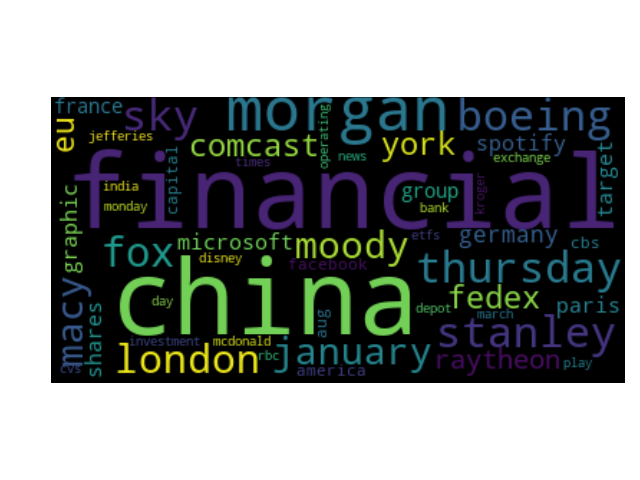 france
sky
morgan
boeing
eu
jefferies
comcast
operating
york
spotify
times
news
exchange
financial
capital
target
india
monday
group
bank
kroger
graphic
fox
microsoft
moody
etfs
germany
cbs
disney
facebook
thursday
china
day
macy
shares
aug
depot
fedex
march
paris
stanley
investment
mcdonald
london
rbc
january
america
raytheon
play
cvs